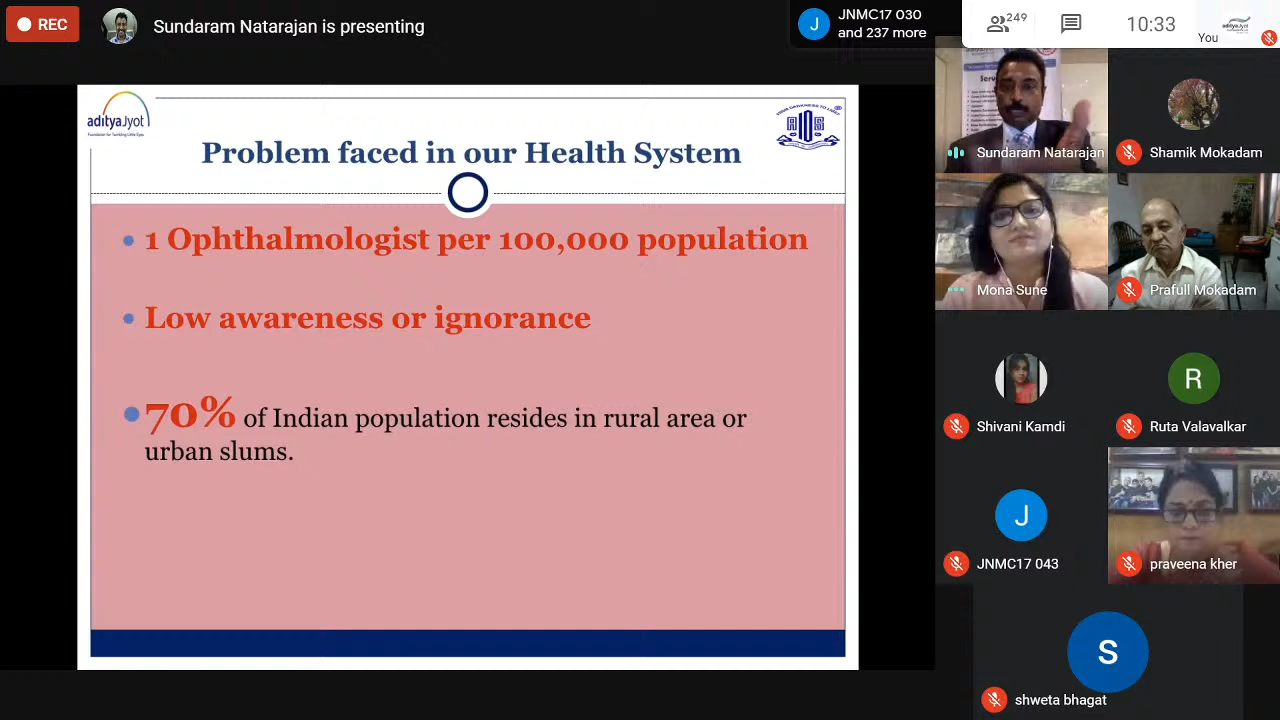 REC
Sundaram Natarajan is presenting
JNMC17 030
and 237 more
249
10:33
You
adityaJyot
Foundation for Twinkling Little Eyes
Problem faced in our Health System
1 Ophthalmologist per 100,000 population
Low awareness or ignorance
70% of Indian population resides in rural area or
urban slums.
Sundaram Natarajan
Shamik Mokadam
Mona Sune
Prafull Mokadam
Shivani Kamdi
R
Ruta Valavalkar
J
JNMC17 043
praveena kher
S
shweta bhagat
J